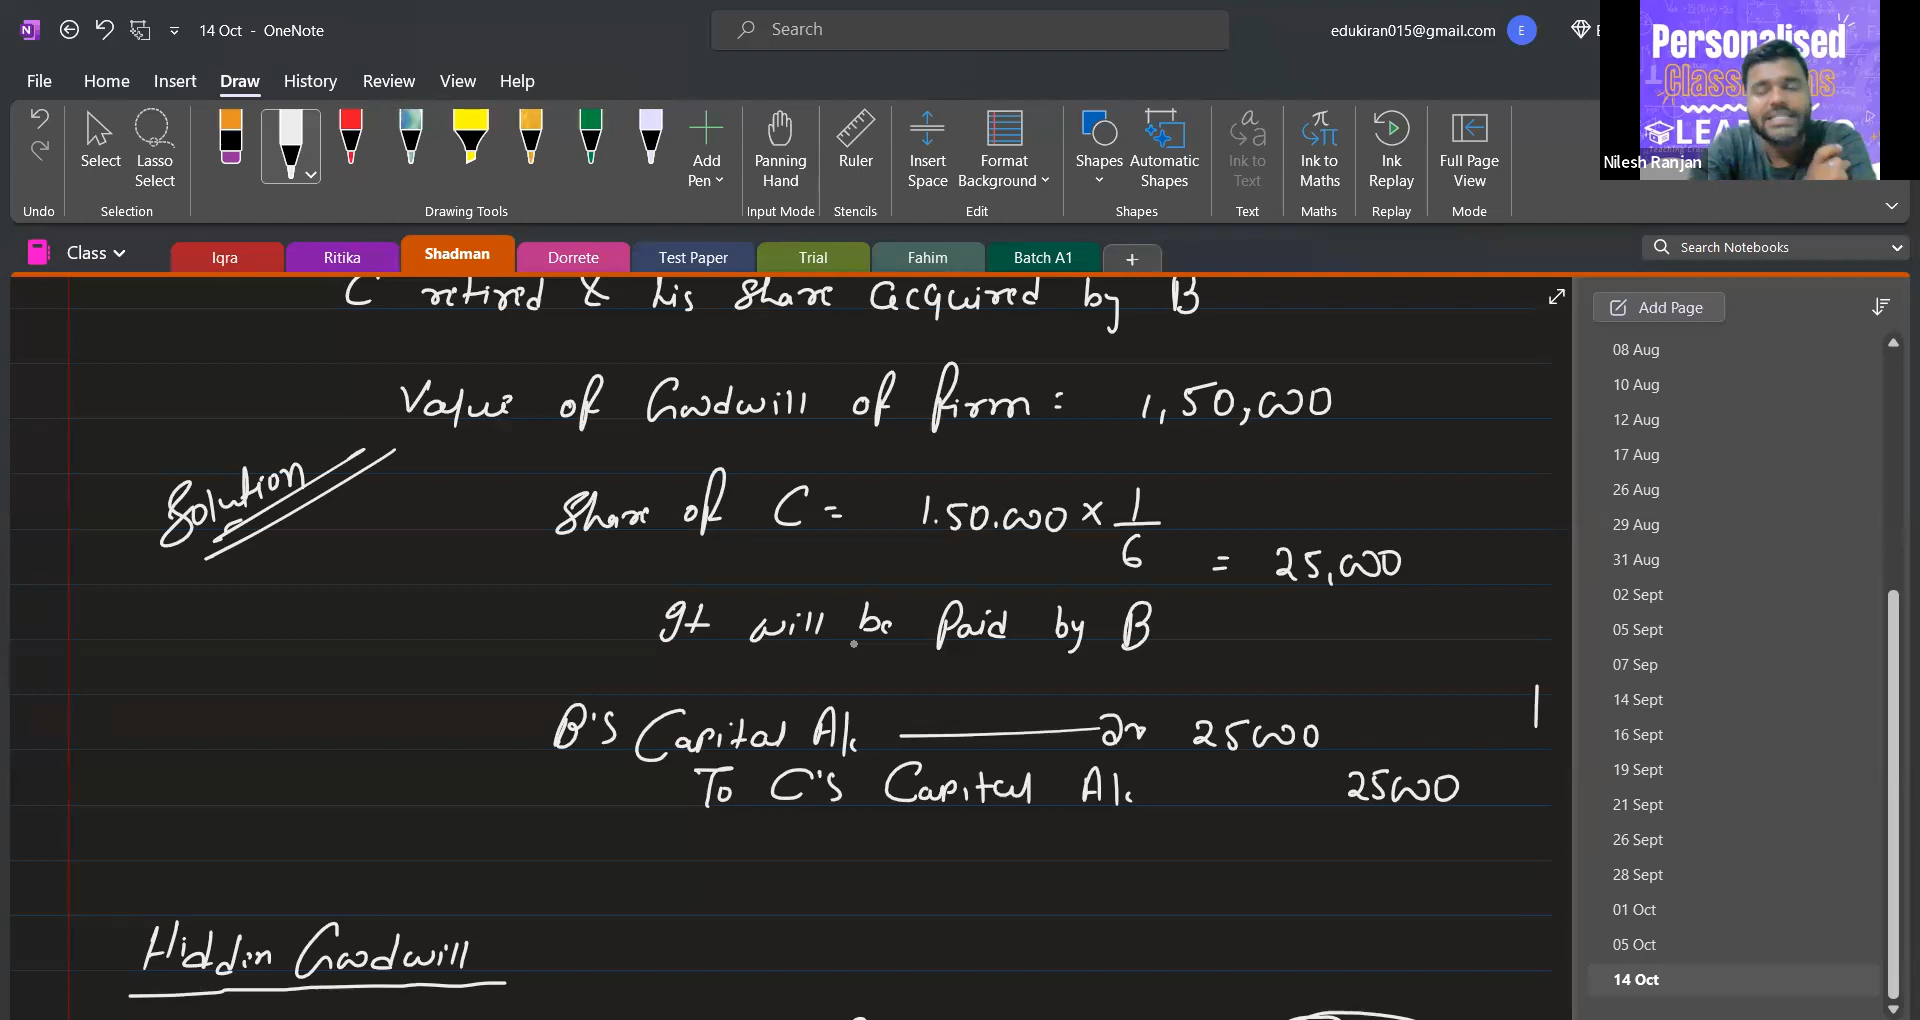 14 Oct - OneNote
Search
edukiran015@gmail.com
E
File Home Insert Draw History Review View Help
Undo
Select
Lasso Select
Selection
Drawing Tools
Add Pen
Panning Hand
Input Mode
Ruler
Stencils
Insert Space
Format Background
Edit
Shapes
Automatic Shapes
Shapes
Ink to Text
Text
Ink to Maths
Maths
Ink Replay
Replay
Full Page View
Mode
Personalised
Nilesh Ranjan
Class
Iqra
Ritika
Shadman
Dorrete
Test Paper
Trial
Fahim
Batch A1
Search Notebooks
C retired & his share acquired by B
Value of Goodwill of firm : 1,50,000
Solution
Share of C = 1.50.000 × 1/6
= 25,000
It will be Paid by B
B's Capital A/c Dr 25000
To C's Capital A/c 25000
Hidden Goodwill
Add Page
08 Aug
10 Aug
12 Aug
17 Aug
26 Aug
29 Aug
31 Aug
02 Sept
05 Sept
07 Sep
14 Sept
16 Sept
19 Sept
21 Sept
26 Sept
28 Sept
01 Oct
05 Oct
14 Oct